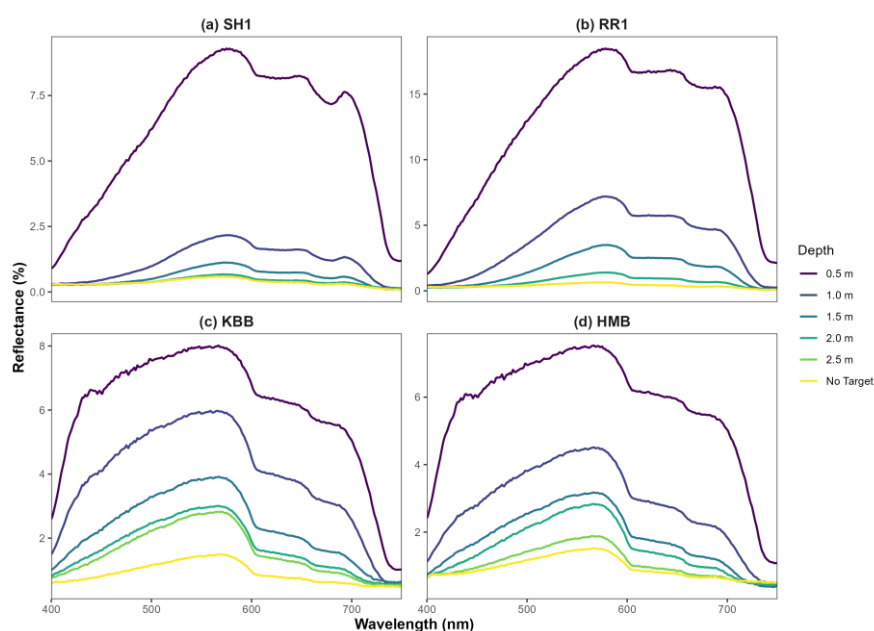 (a) SH1
(b) RR1
7.5
5.0
2.5
0.0
15
10
5
0
(c) KBB
(d) HMB
8
6
4
2
6
4
2
400
500
600
700
400
500
600
700
Reflectance (%)
Wavelength (nm)
Depth
0.5 m
1.0 m
1.5 m
2.0 m
2.5 m
No Target